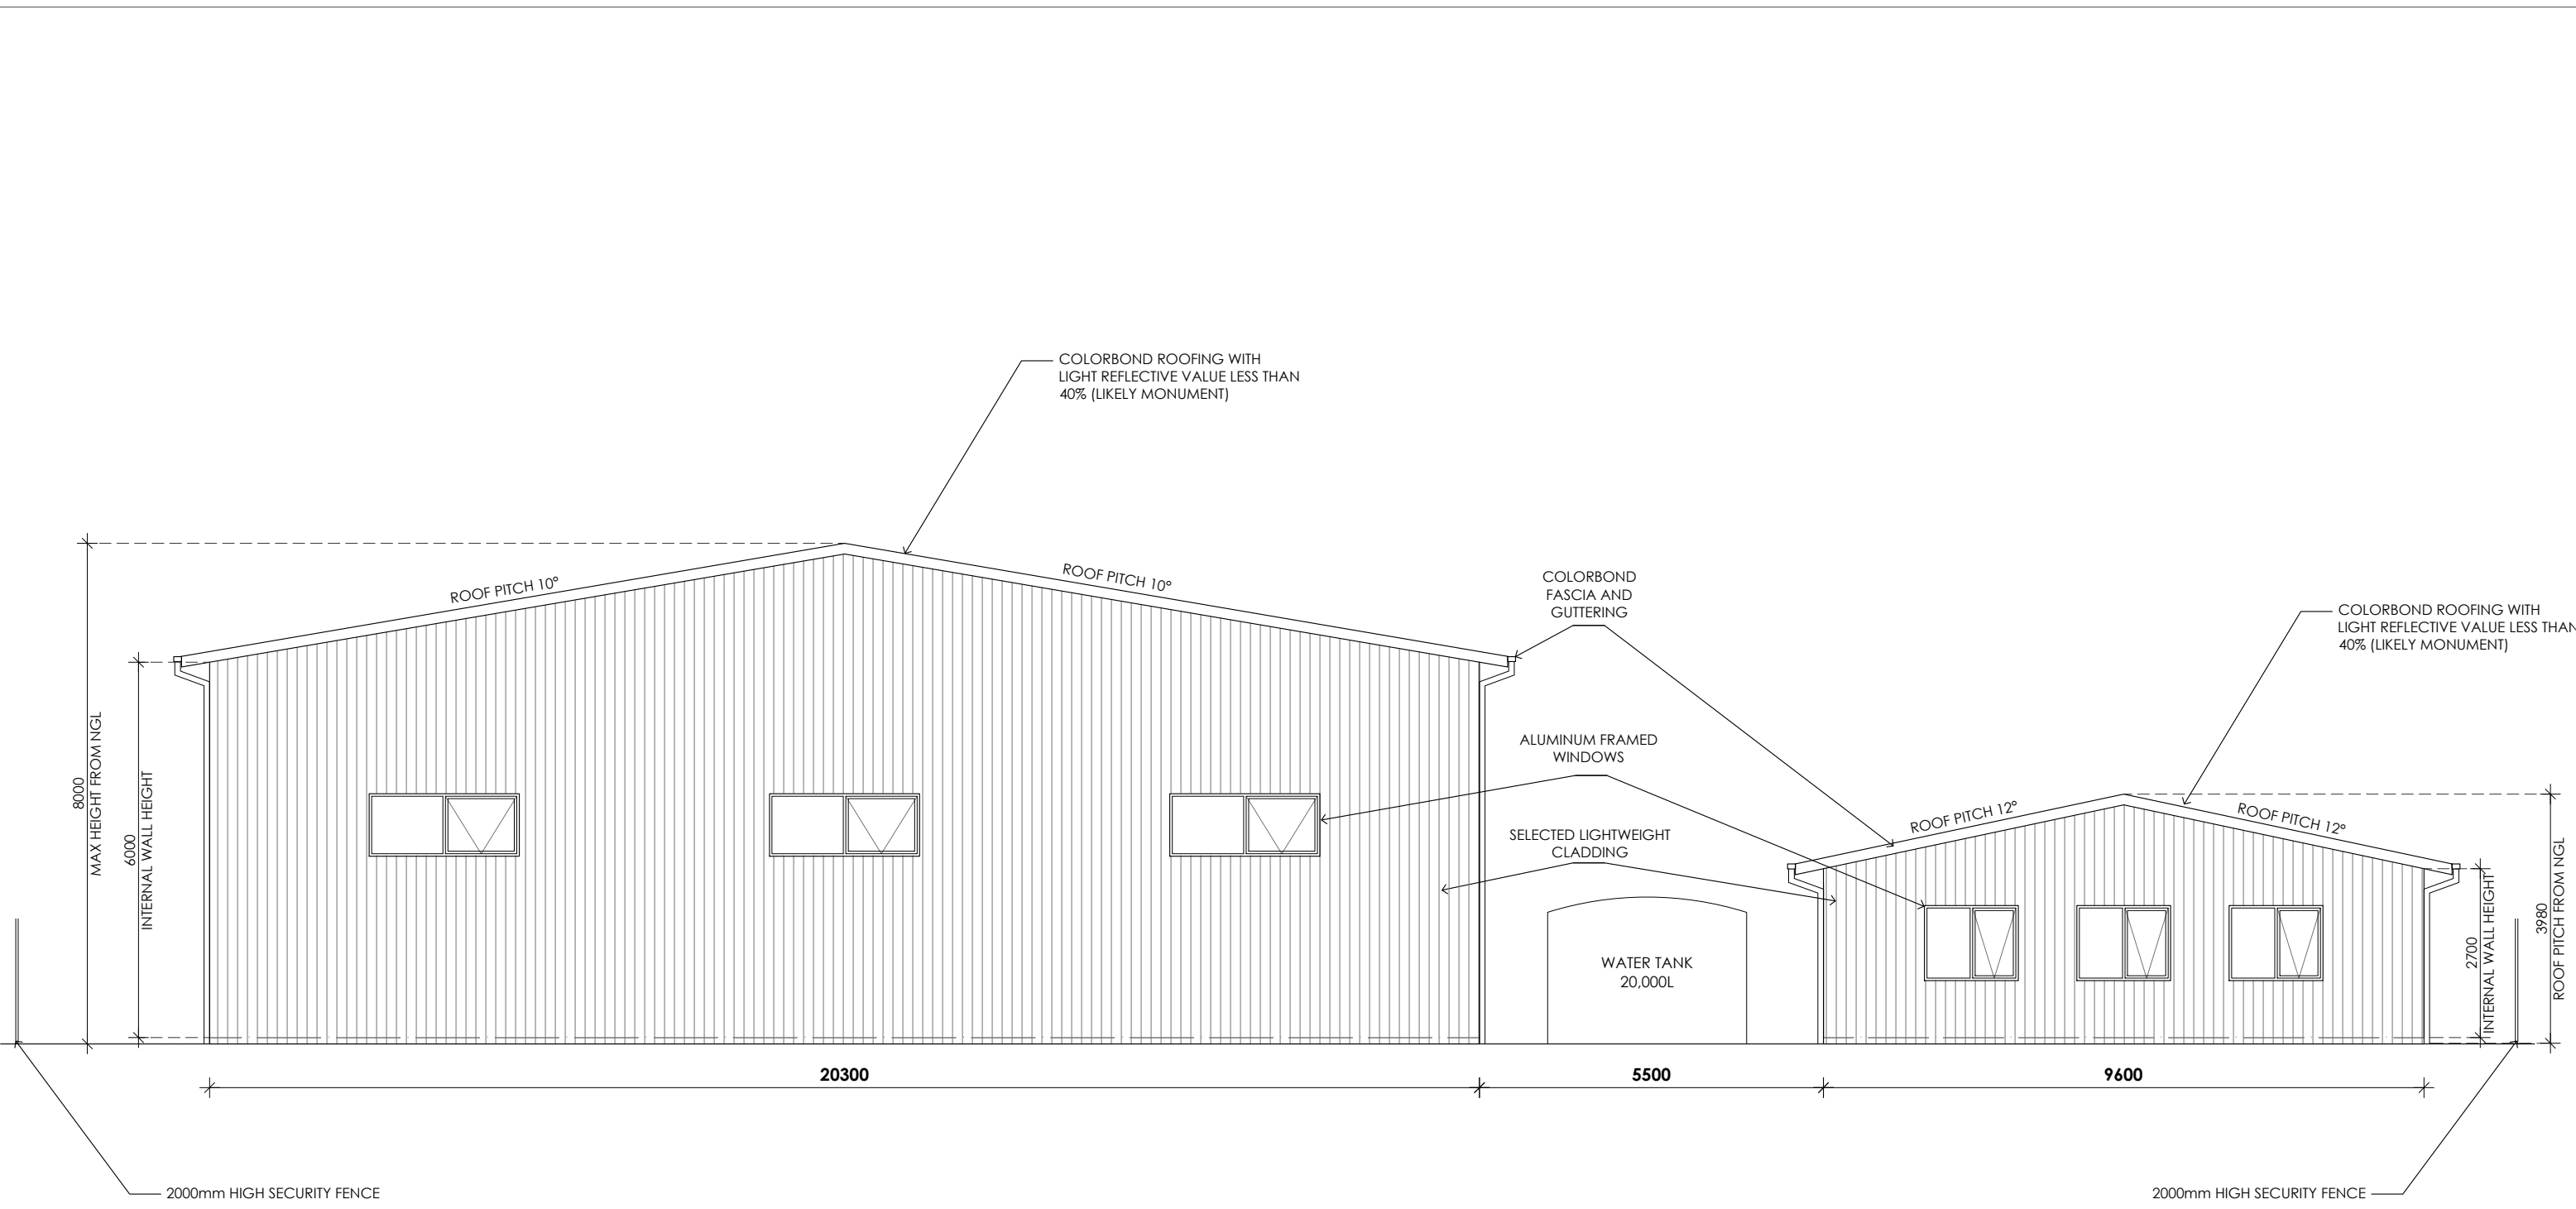 COLORBOND ROOFING WITH
LIGHT REFLECTIVE VALUE LESS THAN
40% (LIKELY MONUMENT)
ROOF PITCH 10°
ROOF PITCH 10°
COLORBOND
FASCIA AND
GUTTERING
COLORBOND ROOFING WITH
LIGHT REFLECTIVE VALUE LESS THAN
40% (LIKELY MONUMENT)
8000
MAX HEIGHT FROM NGL
6000
INTERNAL WALL HEIGHT
ALUMINUM FRAMED
WINDOWS
SELECTED LIGHTWEIGHT
CLADDING
ROOF PITCH 12°
ROOF PITCH 12°
WATER TANK
20,000L
2700
INTERNAL WALL HEIGHT
3980
ROOF PITCH FROM NGL
20300
5500
9600
2000mm HIGH SECURITY FENCE
2000mm HIGH SECURITY FENCE